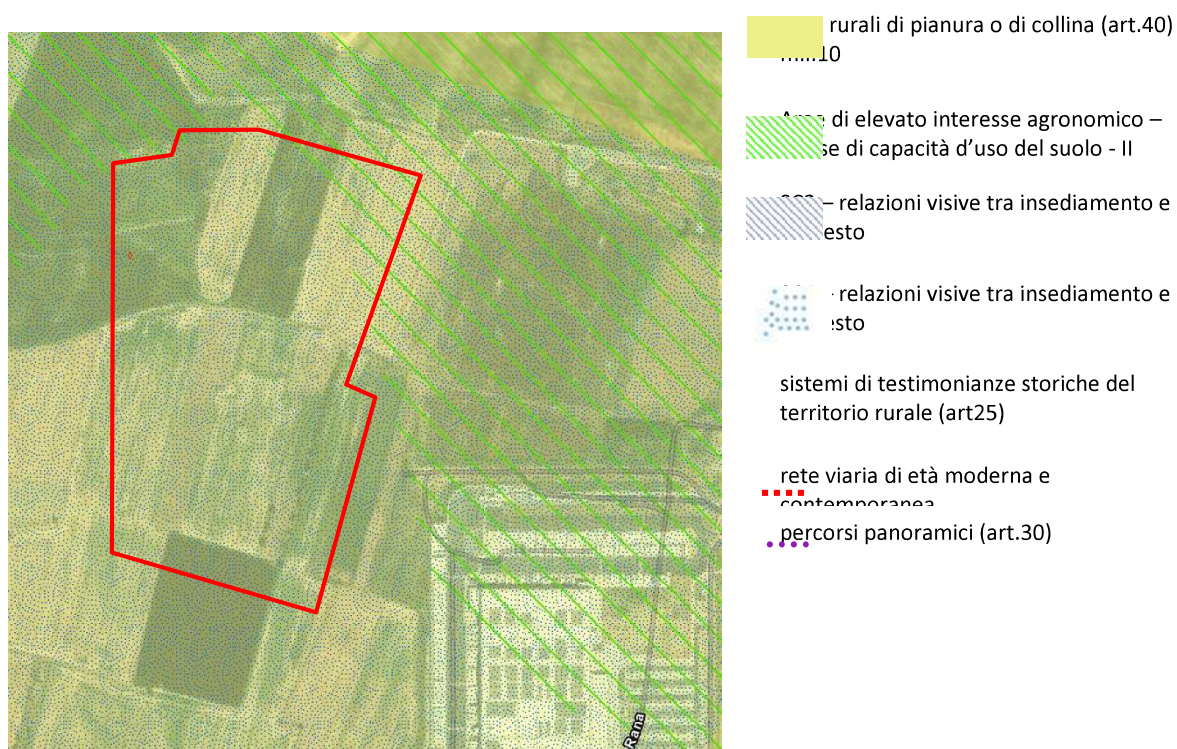 rurali di pianura o di collina (art.40)
di elevato interesse agronomico –
di capacità d’uso del suolo - II
– relazioni visive tra insediamento e
- relazioni visive tra insediamento e
sistemi di testimonianze storiche del
territorio rurale (art25)
rete viaria di età moderna e
contemporanea
percorsi panoramici (art.30)
Rana